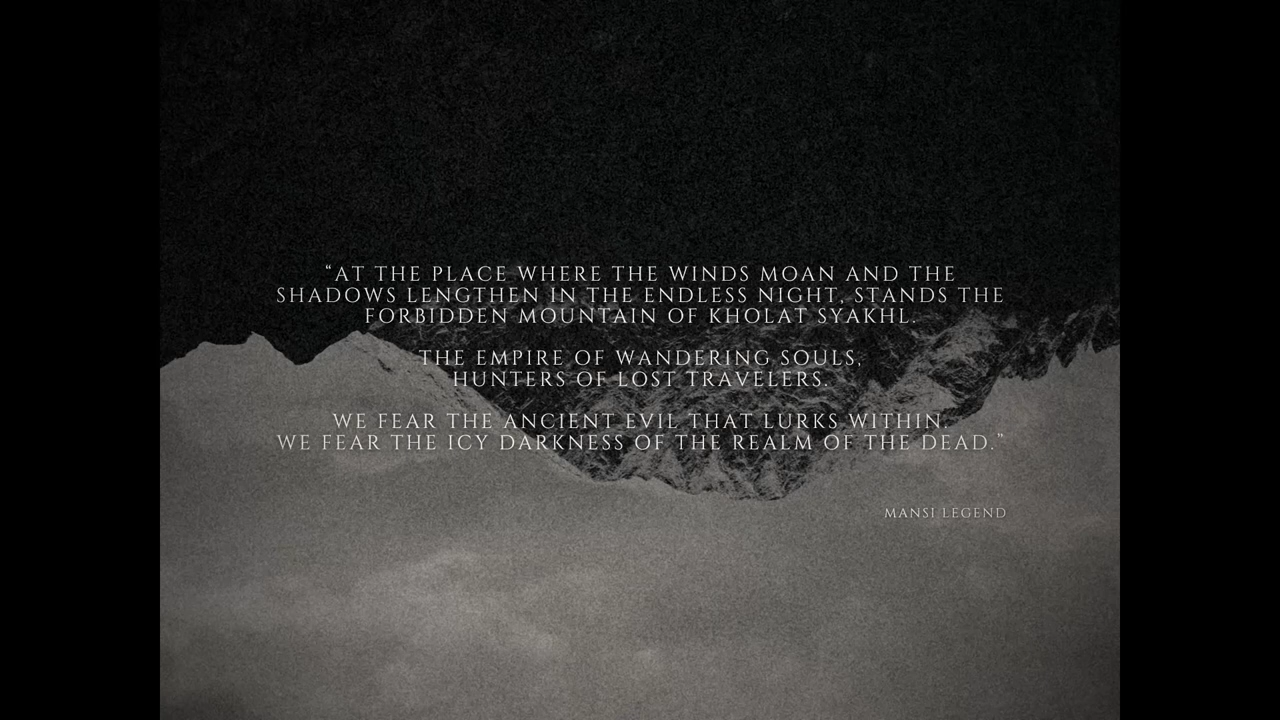 “AT THE PLACE WHERE THE WINDS MOAN AND THE
SHADOWS LENGTHEN IN THE ENDLESS NIGHT, STANDS THE
FORBIDDEN MOUNTAIN OF KHOLAT SYAKHL.
THE EMPIRE OF WANDERING SOULS,
HUNTERS OF LOST TRAVELERS.
WE FEAR THE ANCIENT EVIL THAT LURKS WITHIN.
WE FEAR THE ICY DARKNESS OF THE REALM OF THE DEAD.”
MANSI LEGEND